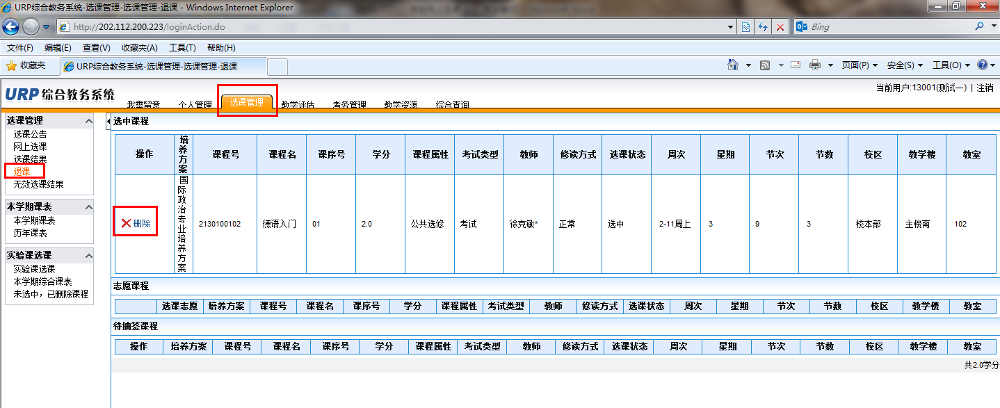 URP综合教务系统-选课管理-选课管理-退课 - Windows Internet Explorer
http://202.112.200.223/loginAction.do
Bing
文件(F) 编辑(E) 查看(V) 收藏夹(A) 工具(T) 帮助(H)
收藏夹 URP综合教务系统-选课管理-选课管理-退课 页面(P) 安全(S) 工具(O)
URP综合教务系统
当前用户:13001(测试一) | 注销
我需留意 个人管理 选课管理 教学评估 考务管理 教学资源 综合查询
选课管理
选课公告
网上选课
选课结果
退课
无效选课结果
本学期课表
本学期课表
历年课表
实验课选课
实验课选课
本学期综合课表
未选中，已删除课程
选中课程
操作 培养方案 课程号 课程名 课序号 学分 课程属性 考试类型 教师 修读方式 选课状态 周次 星期 节次 节数 校区 教学楼 教室
删除 国际政治专业培养方案 2130100102 德语入门 01 2.0 公共选修 考试 徐克敏* 正常 选中 2-11周上 3 9 3 校本部 主楼南 102
志愿课程
选课志愿 培养方案 课程号 课程名 课序号 学分 课程属性 考试类型 教师 修读方式 选课状态 周次 星期 节次 节数 校区 教学楼 教室
待抽签课程
操作 培养方案 课程号 课程名 课序号 学分 课程属性 考试类型 教师 修读方式 选课状态 周次 星期 节次 节数 校区 教学楼 教室
共2.0学分